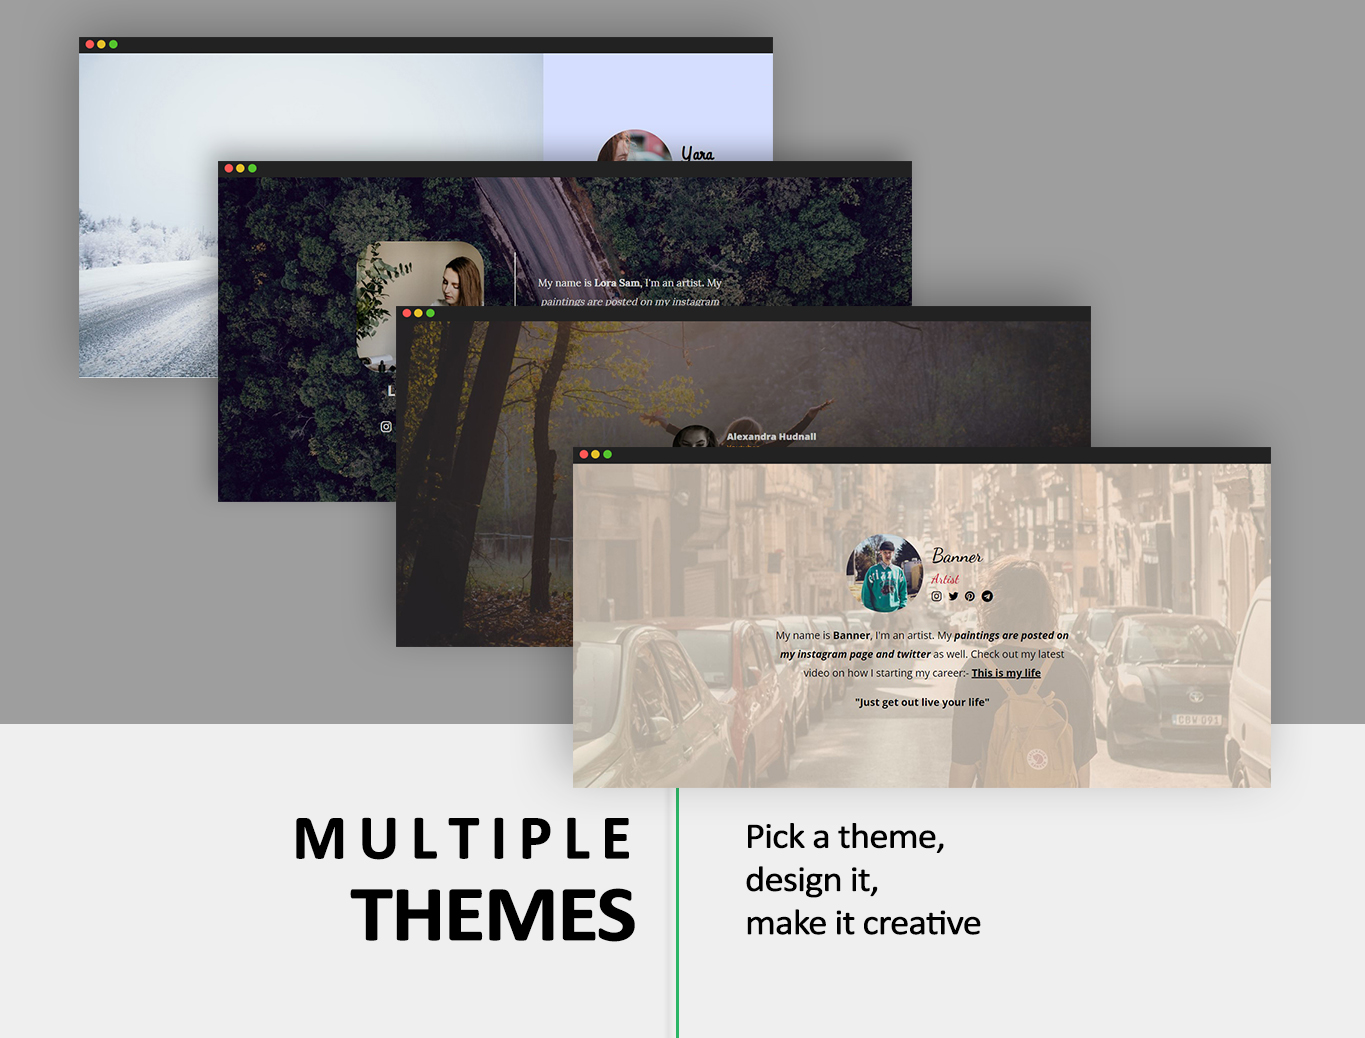 Yara
My name is Lora Sam, I'm an artist. My
paintings are posted on my instagram
L
Alexandra Hudnall
Banner
Artist
My name is Banner, I'm an artist. My paintings are posted on
my instagram page and twitter as well. Check out my latest
video on how I starting my career:- This is my life
"Just get out live your life"
MULTIPLE
THEMES
Pick a theme,
design it,
make it creative